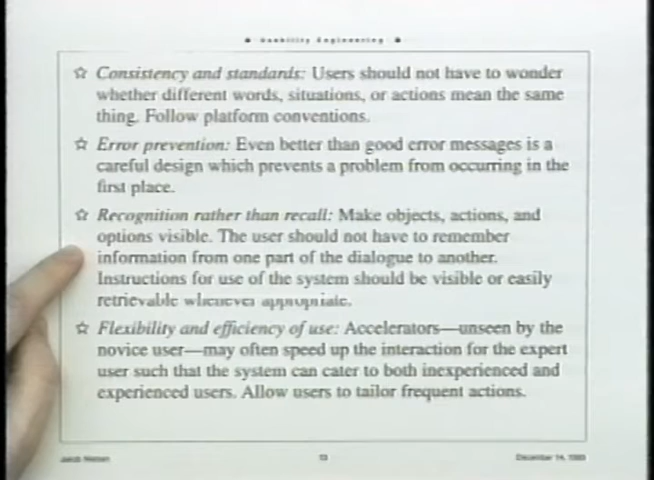 Usability Engineering
☆ Consistency and standards: Users should not have to wonder
whether different words, situations, or actions mean the same
thing. Follow platform conventions.
☆ Error prevention: Even better than good error messages is a
careful design which prevents a problem from occurring in the
first place.
☆ Recognition rather than recall: Make objects, actions, and
options visible. The user should not have to remember
information from one part of the dialogue to another.
Instructions for use of the system should be visible or easily
retrievable whenever appropriate.
☆ Flexibility and efficiency of use: Accelerators—unseen by the
novice user—may often speed up the interaction for the expert
user such that the system can cater to both inexperienced and
experienced users. Allow users to tailor frequent actions.
Jakob Nielsen
December 14,